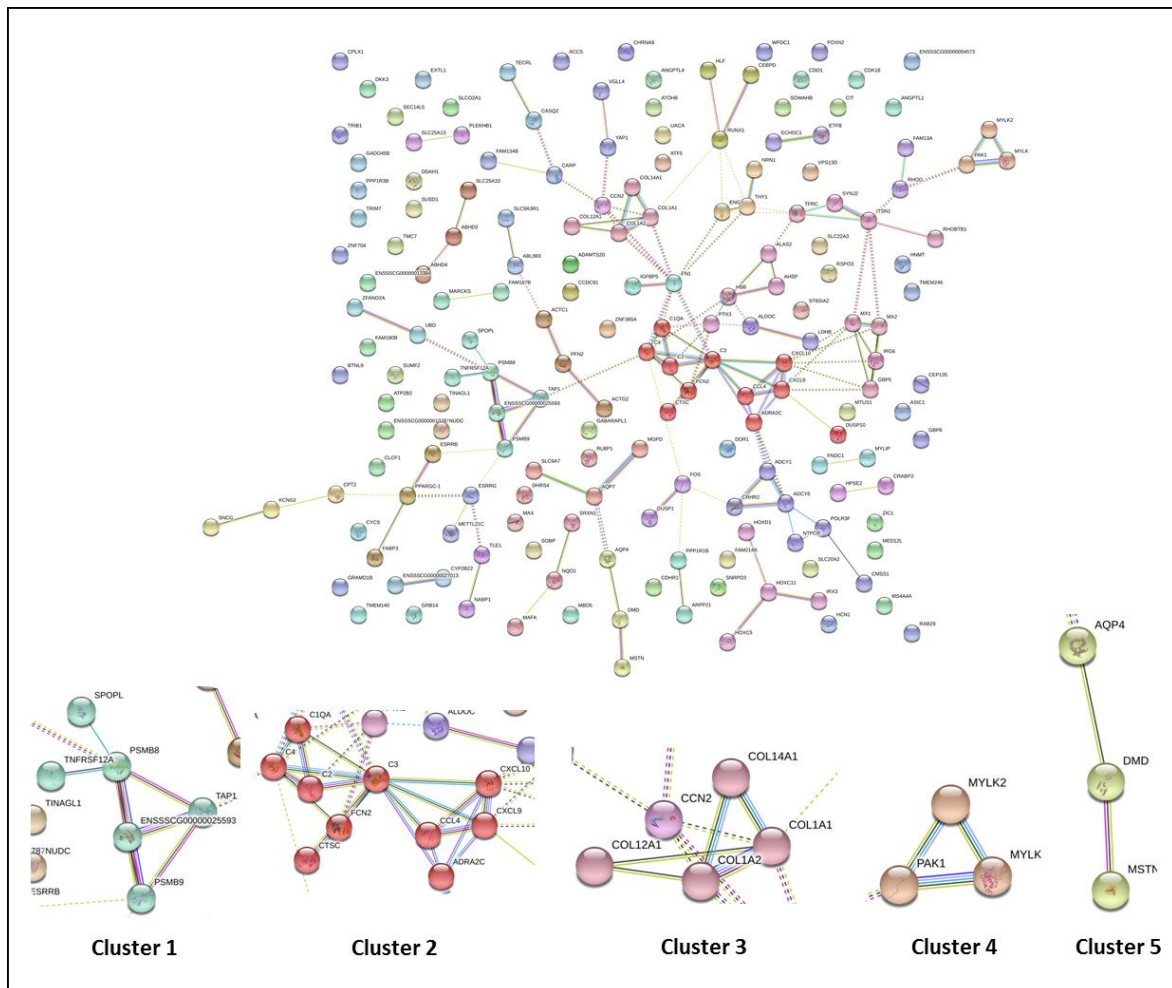 CPLX1
DKK3
EXTL1
SEC14L5
SLCO2A1
TECRL
ACCS
CHRNA9
WFDC1
FOXN2
ENSSSCG00000004573
ANGPTL4
HLF
CEBPD
CDO1
CDK18
VGLL4
CASQ2
ATOH8
SOWAHB
CIT
ANGPTL1
TRIB1
SLC25A13
PLEKHB1
YAP1
UACA
RUNX1
ECHDC3
ETFB
FAM13A
MYLK2
GADD45B
FAM134B
CARP
ATF5
PAK1
MYLK
PPP1R3B
DDAH1
SLC25A33
COL14A1
NRN1
VPS13D
RHOD
TRIM7
SUSD1
CCN2
COL1A1
THY1
SYNJ2
SLC9A3R1
COL12A1
COL1A2
ENG
TFRC
ITSN1
ZNF704
TMC7
ABHD2
RHOBTB1
ABLIM3
ALAS2
SLC22A3
ENSSSCG00000013384
ABHD4
ADAMTS20
IGFBP5
FN1
AHSP
RSPO3
HNMT
MARCKS
FAM167B
CCDC91
HBB
TMEM246
ZFAND2A
ACTC1
PTX3
ST8SIA2
UBD
ZNF385A
C1QA
ALDOC
MX1
MX2
FAM180B
SPOPL
C4
C2
C3
LDHB
CXCL10
IRG6
BTNL9
SUMF2
TNFRSF12A
PSMB8
PFN2
FCN2
CXCL9
GBP5
CEP135
ATP2B2
TINAGL1
TAP1
ACTG2
CTSC
CCL4
ADRA2C
MTUS1
ASIC1
ENSSSCG00000025593
GABARAPL1
DUSP10
GBP6
PSMB9
MGPD
DDR1
FNDC1
MYLIP
CLCF1
ESRRB
SLC9A7
RLBP1
ADCY1
CRABP2
CPT2
PPARGC-1
ESRRG
DHRS4
AQP7
FOS
CRHR2
ADCY6
HPSE2
KCNS3
SNCG
MAX
SRXN1
DUSP1
POLR3F
ZIC1
CYCS
METTL21C
NTPCR
MED12L
FABP3
TLE1
SOBP
AQP4
HOXD1
SLC20A2
PPP1R1B
FAM214B
GRAMD1B
CYP2B22
ENSSSCG00000027013
NQO1
CDHR1
SNRPD3
CMSS1
TMEM140
GRB14
NABP1
MAFK
MBD5
DMD
ARPP21
HOXC11
IRX3
HCN1
MS4A4A
RAB29
MSTN
HOXC5
SPOPL
PSMB8
TNFRSF12A
TAP1
TINAGL1
ENSSSCG00000025593
787NUDC
PSMB9
ESRRB
C1QA
ALDOC
C4
C2
C3
CXCL10
FCN2
CXCL9
CCL4
CTSC
ADRA2C
COL14A1
CCN2
COL1A1
COL12A1
COL1A2
MYLK2
PAK1
MYLK
AQP4
DMD
MSTN
Cluster 1
Cluster 2
Cluster 3
Cluster 4
Cluster 5